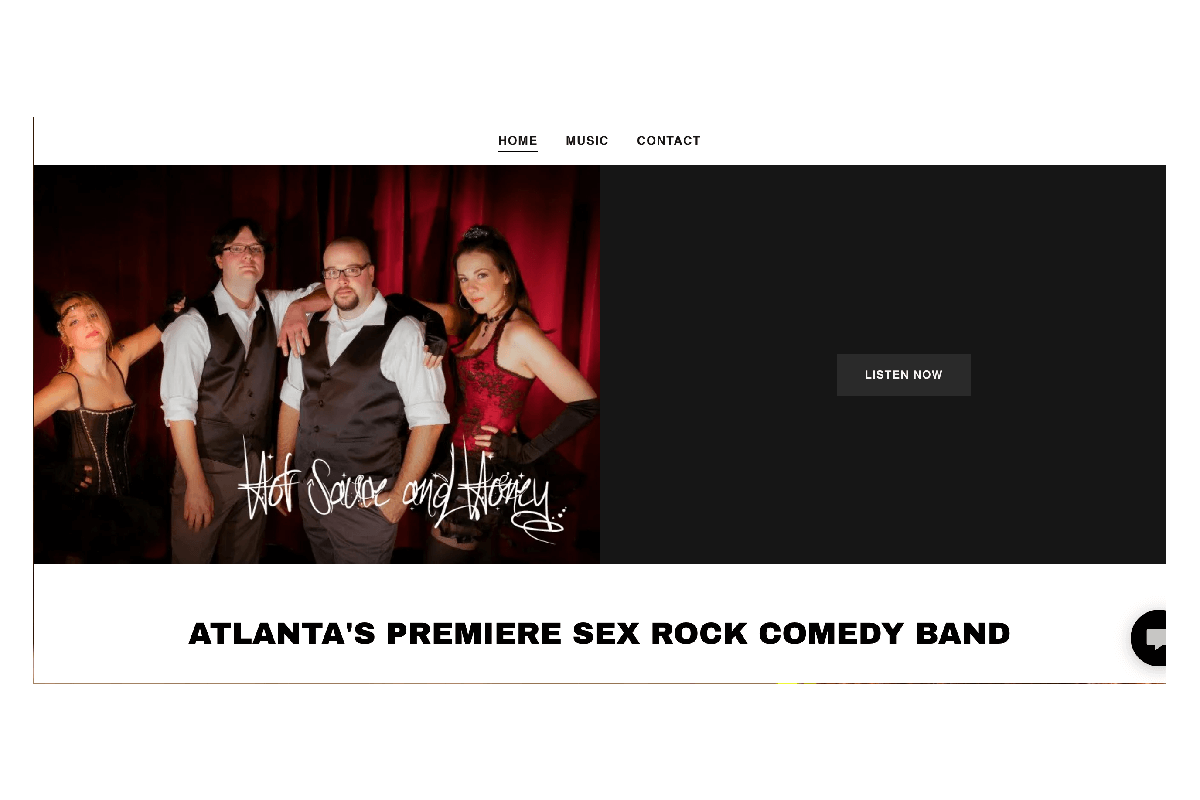 HOME MUSIC CONTACT
Hot Sauce and Honey
LISTEN NOW
ATLANTA'S PREMIERE SEX ROCK COMEDY BAND